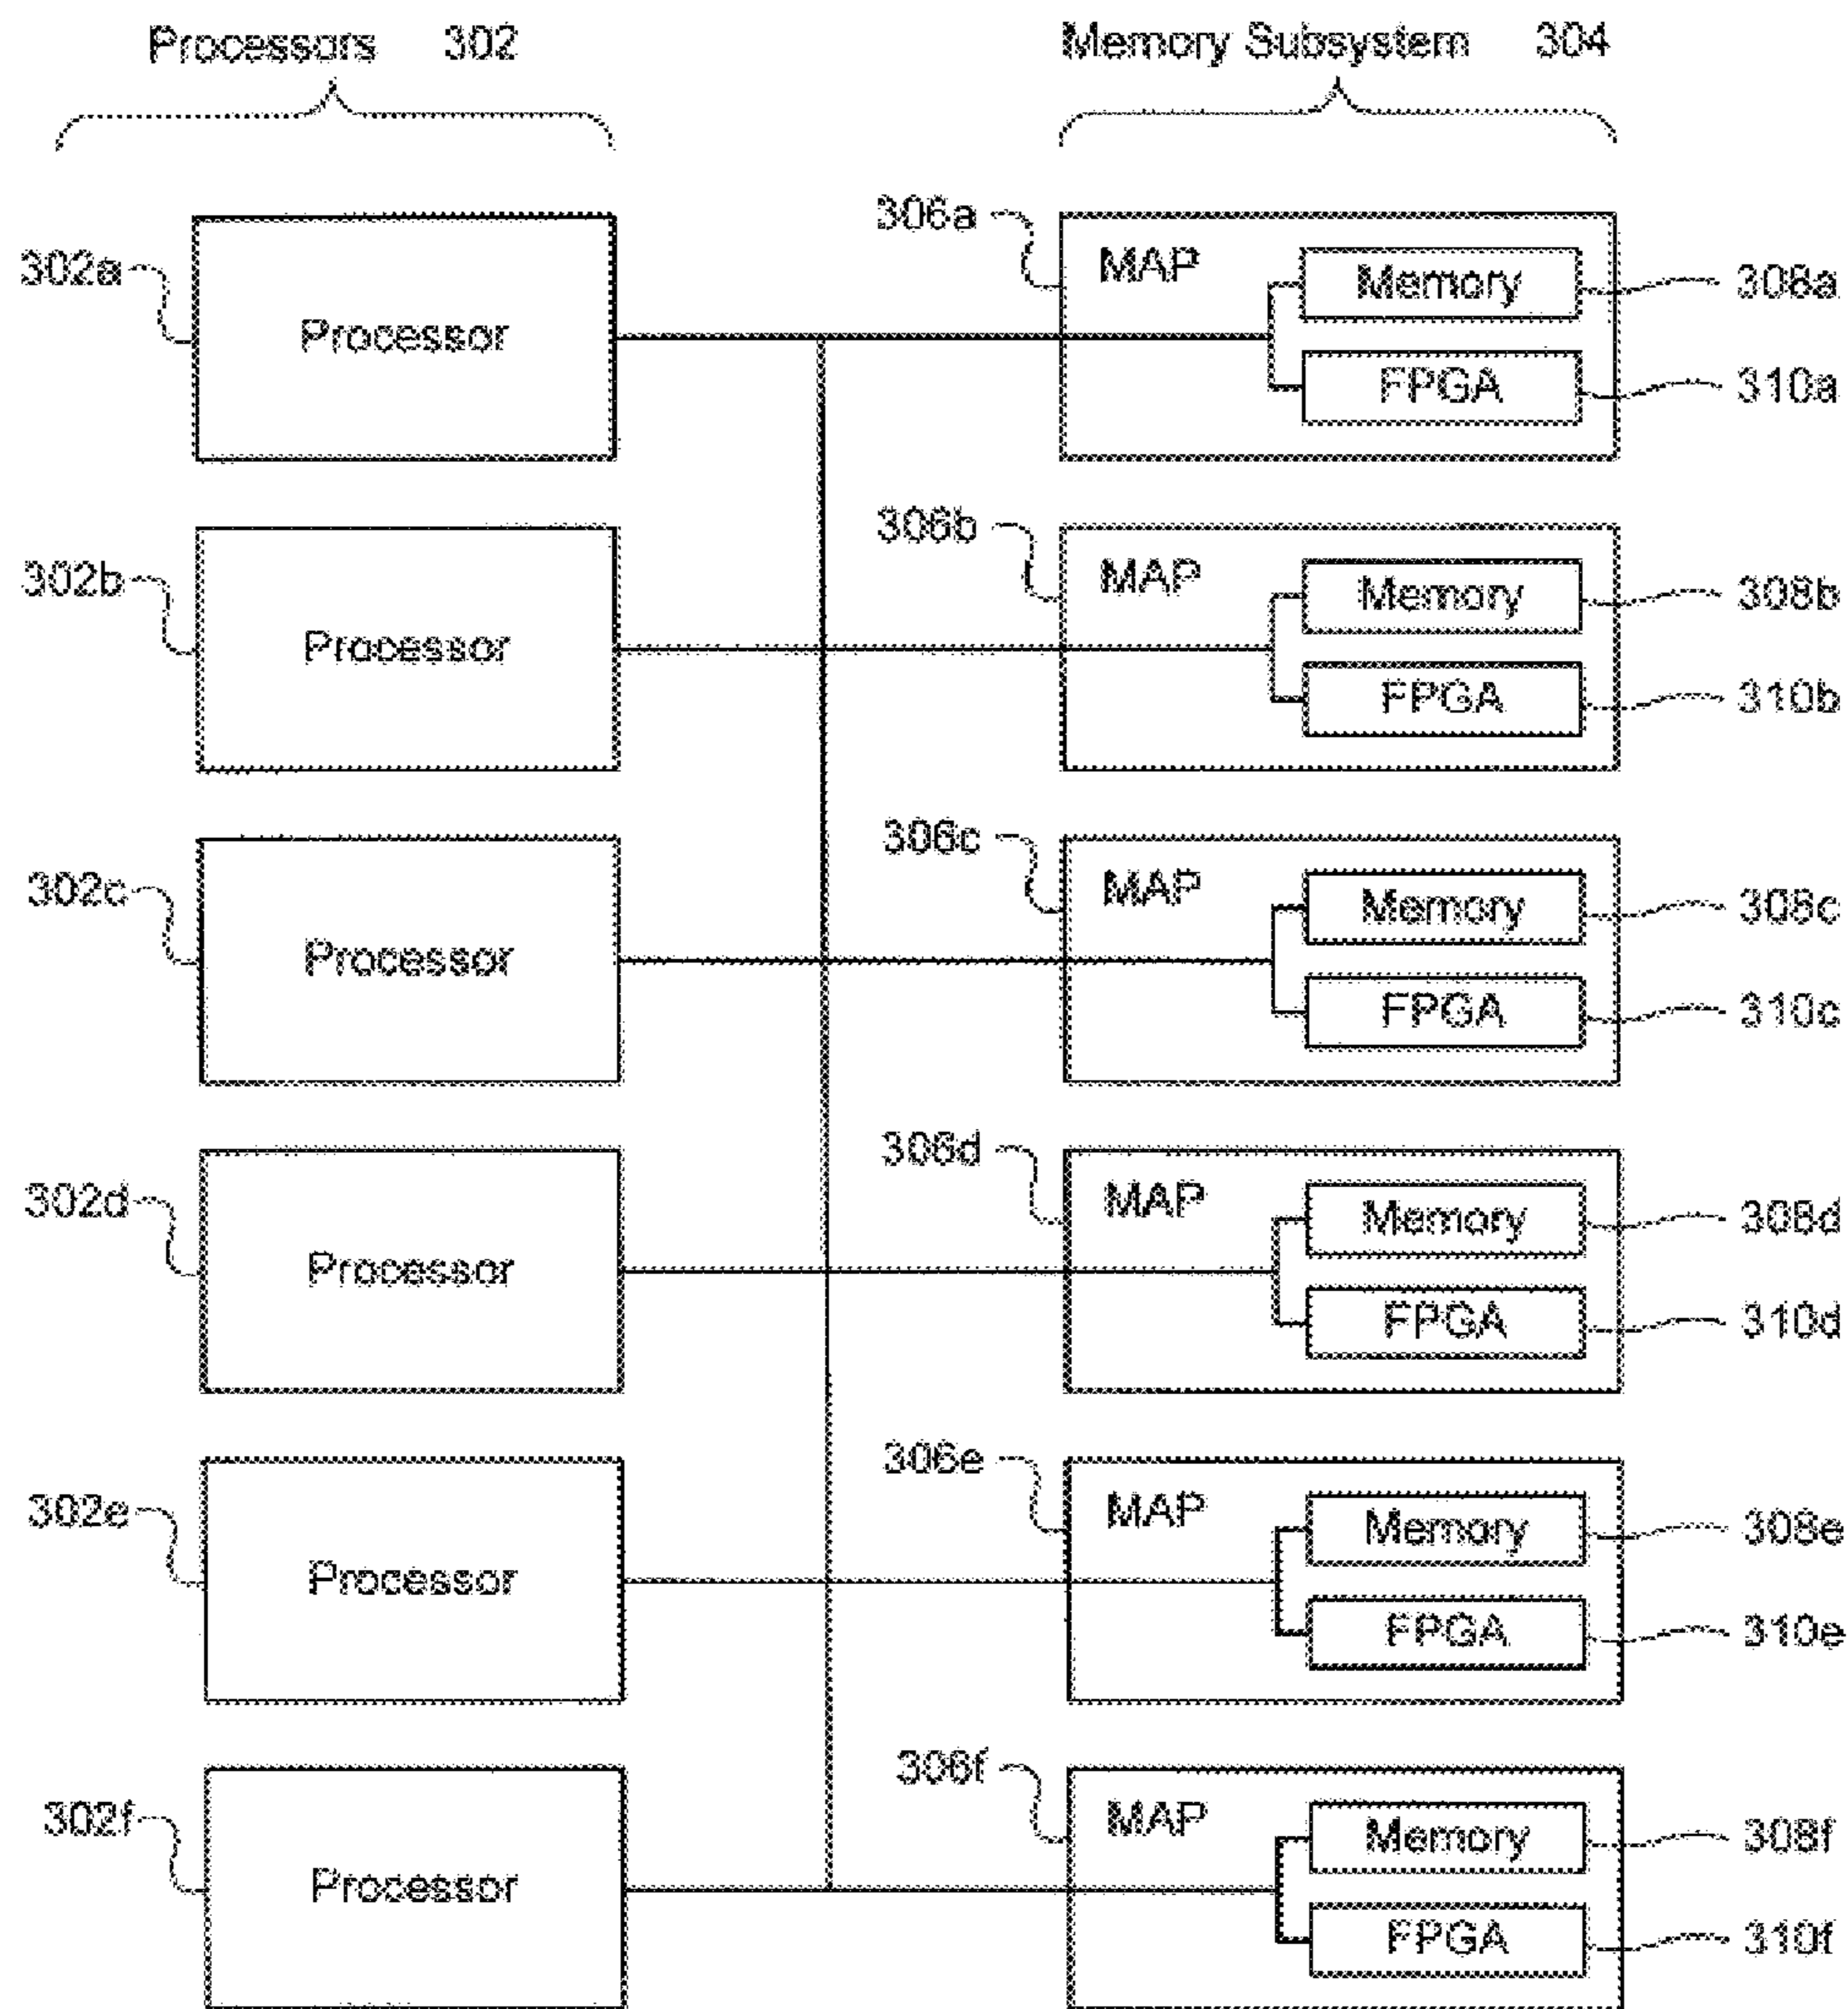 Processors 302
Memory Subsystem 304
306a
302a
MAP
Memory
308a
Processor
FPGA
310a
306b
302b
MAP
Memory
308b
Processor
FPGA
310b
306c
302c
MAP
Memory
308c
Processor
FPGA
310c
306d
302d
MAP
Memory
308d
Processor
FPGA
310d
306e
302e
MAP
Memory
308e
Processor
FPGA
310e
306f
302f
MAP
Memory
308f
Processor
FPGA
310f